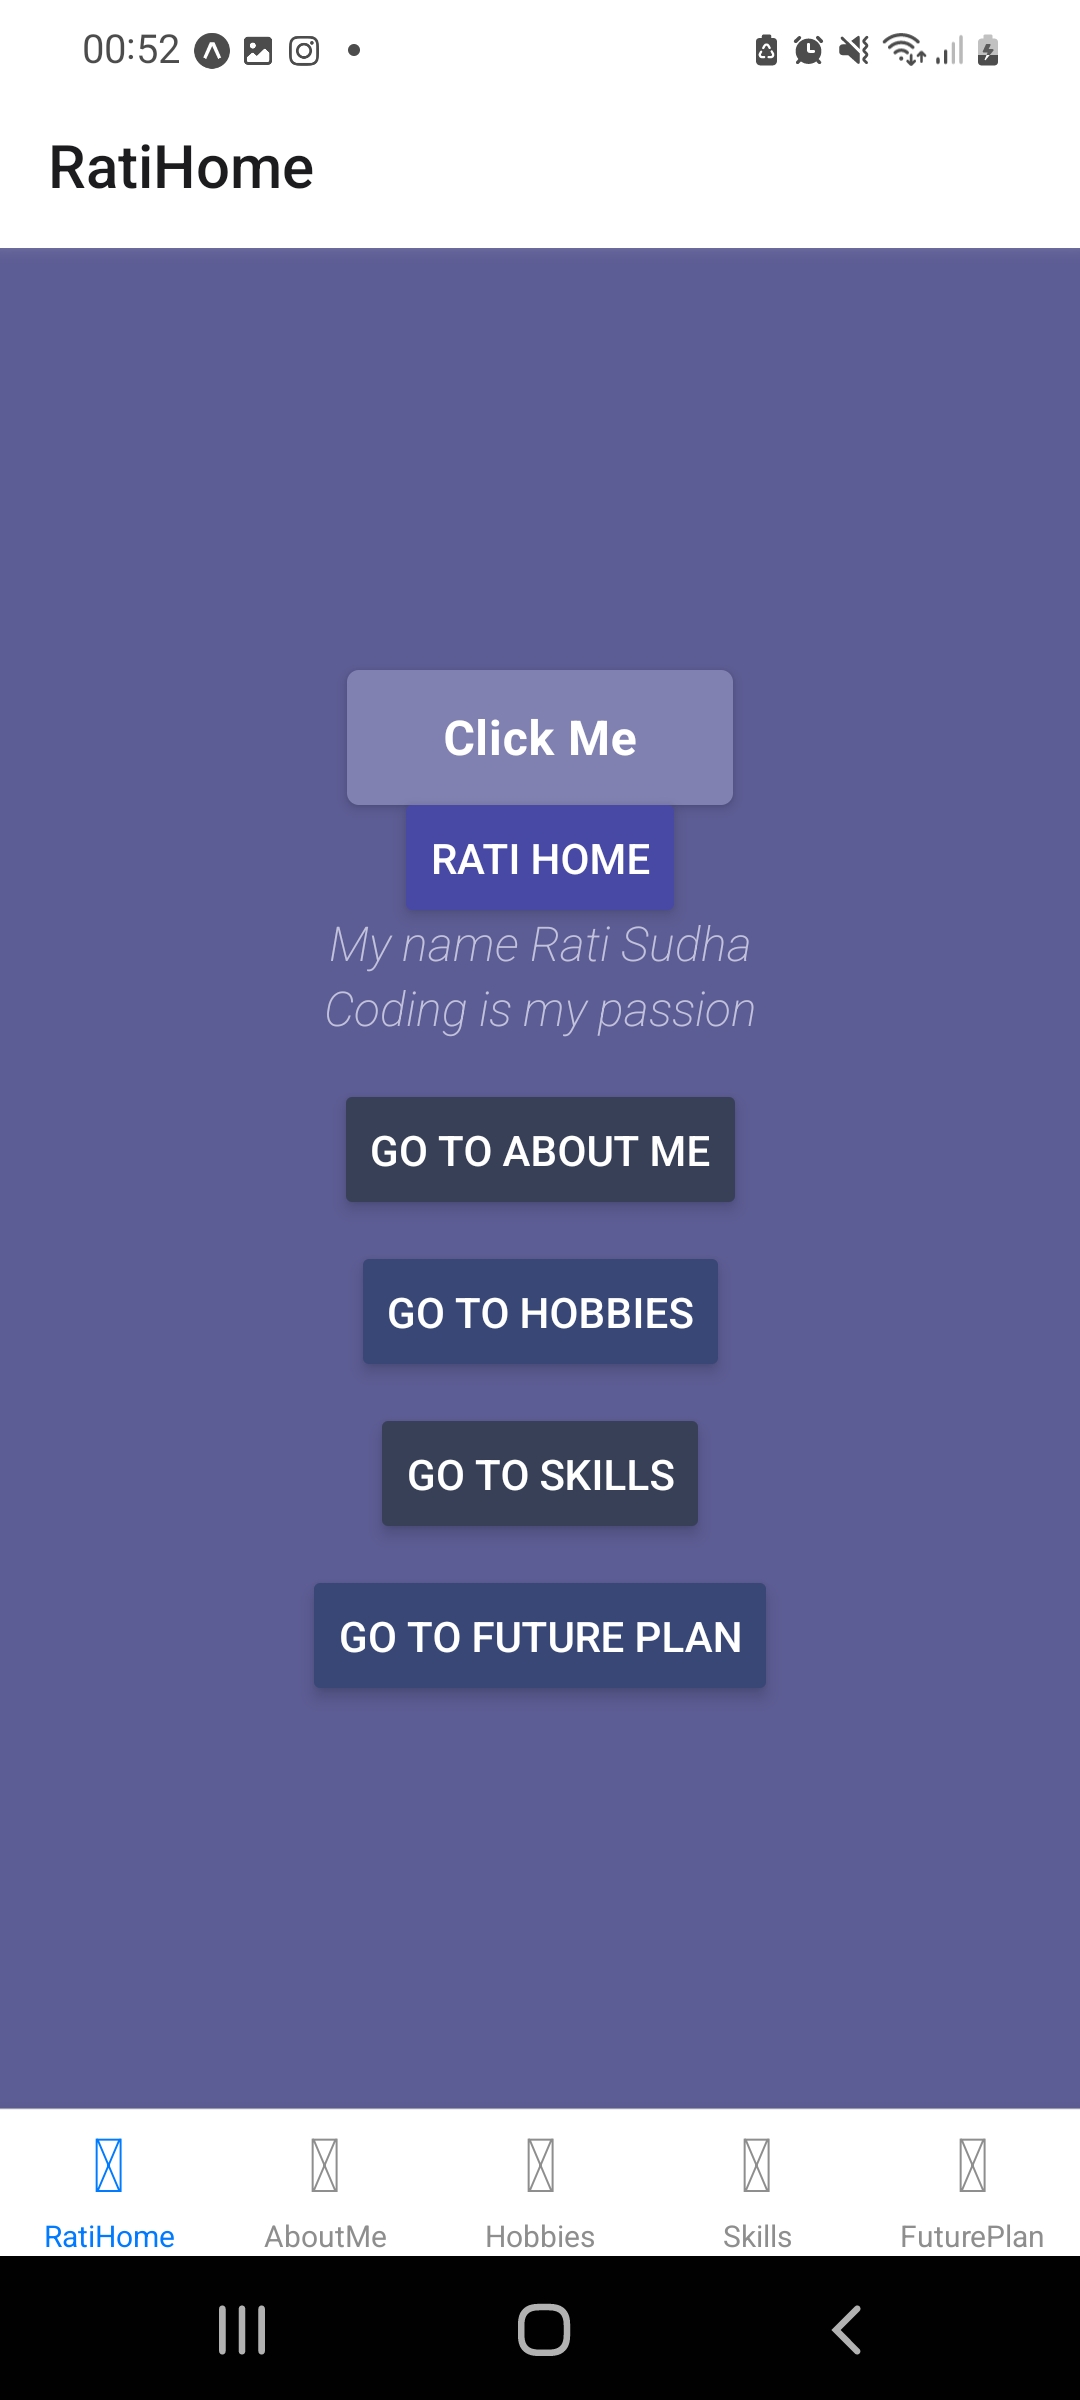 00:52
RatiHome
Click Me
RATI HOME
My name Rati Sudha
Coding is my passion
GO TO ABOUT ME
GO TO HOBBIES
GO TO SKILLS
GO TO FUTURE PLAN
RatiHome AboutMe Hobbies Skills FuturePlan